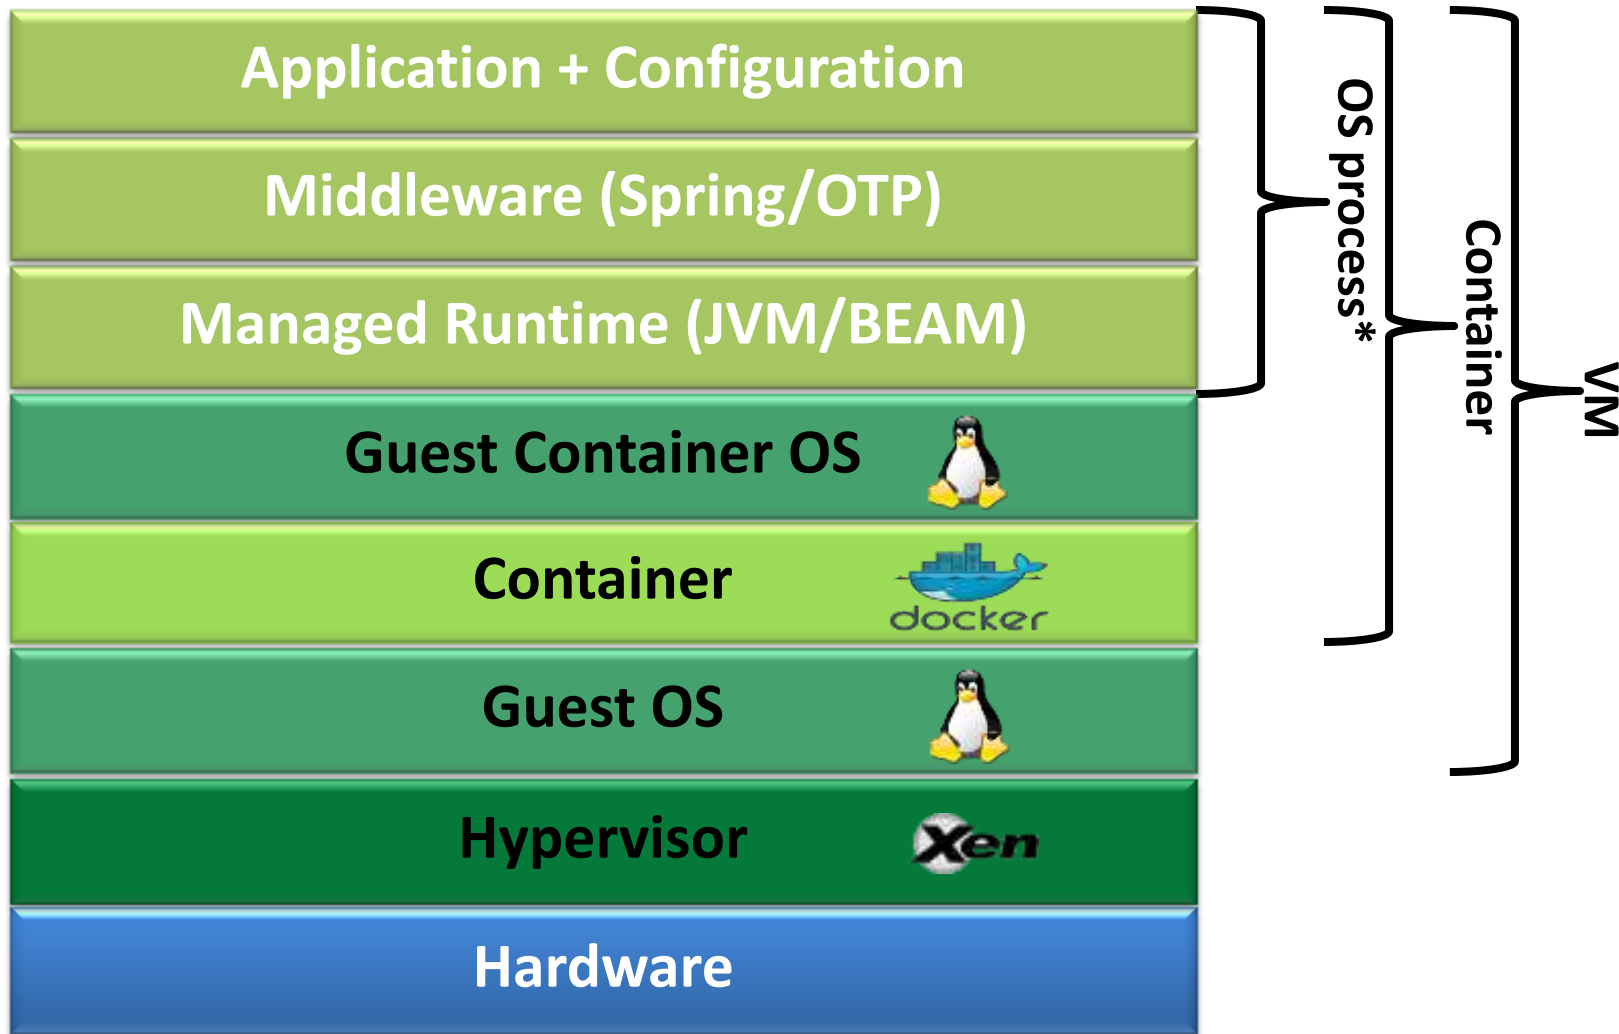 Application + Configuration
Middleware (Spring/OTP)
Managed Runtime (JVM/BEAM)
Guest Container OS
Container
docker
Guest OS
Hypervisor
Xen
Hardware
OS process*
Container
VM